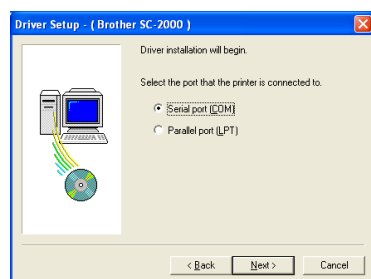 Driver Setup - ( Brother SC-2000 )
Driver installation will begin.
Select the port that the printer is connected to.
Serial port (COM)
Parallel port (LPT)
< Back
Next >
Cancel